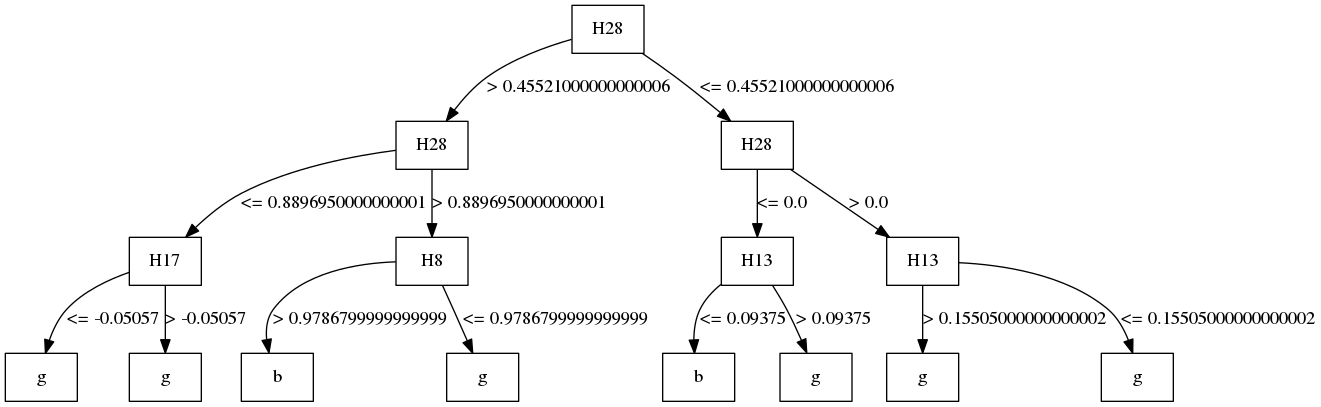 H28
> 0.45521000000000006
<= 0.45521000000000006
H28
H28
<= 0.8896950000000001
> 0.8896950000000001
<= 0.0
> 0.0
H17
H8
H13
H13
<= -0.05057
> -0.05057
> 0.9786799999999999
<= 0.9786799999999999
<= 0.09375
> 0.09375
> 0.15505000000000002
<= 0.15505000000000002
g
g
b
g
b
g
g
g